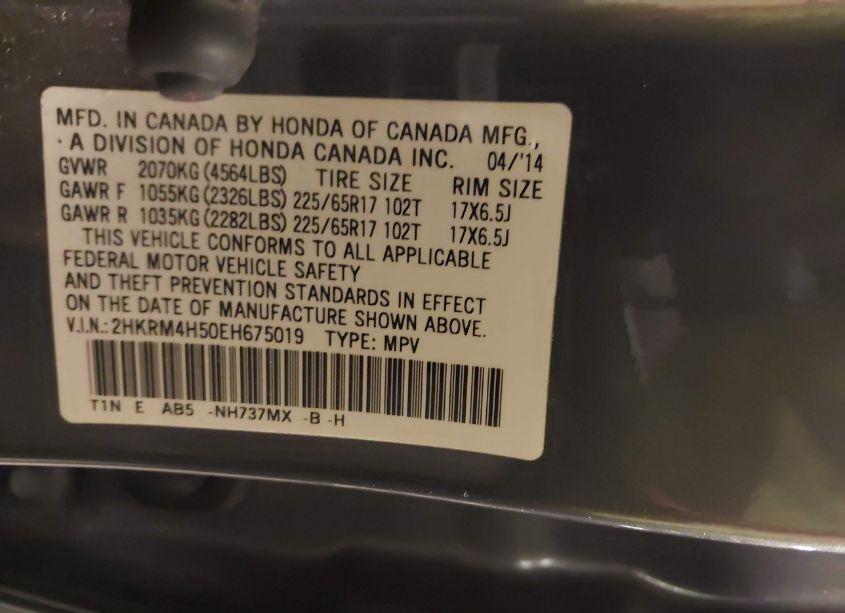 MFD. IN CANADA BY HONDA OF CANADA MFG.,
· A DIVISION OF HONDA CANADA INC. 04/'14
GVWR 2070KG (4564LBS) TIRE SIZE RIM SIZE
GAWR F 1055KG (2326LBS) 225/65R17 102T 17X6.5J
GAWR R 1035KG (2282LBS) 225/65R17 102T 17X6.5J
THIS VEHICLE CONFORMS TO ALL APPLICABLE
FEDERAL MOTOR VEHICLE SAFETY
AND THEFT PREVENTION STANDARDS IN EFFECT
ON THE DATE OF MANUFACTURE SHOWN ABOVE.
V.I.N.: 2HKRM4H50EH675019 TYPE: MPV
T1N E AB5 -NH737MX -B -H